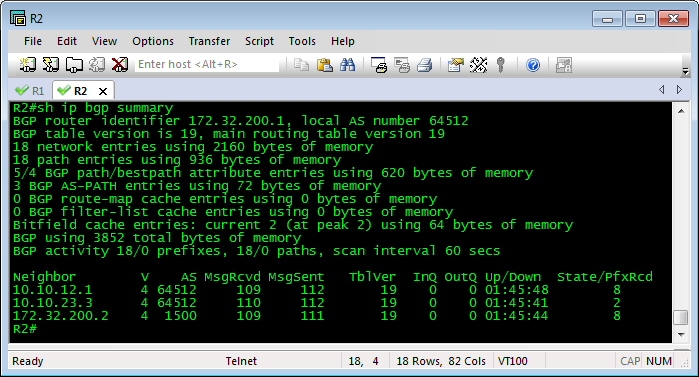 R2
File Edit View Options Transfer Script Tools Help
Enter host <Alt+R>
R1 R2
R2#sh ip bgp summary
BGP router identifier 172.32.200.1, local AS number 64512
BGP table version is 19, main routing table version 19
18 network entries using 2160 bytes of memory
18 path entries using 936 bytes of memory
5/4 BGP path/bestpath attribute entries using 620 bytes of memory
3 BGP AS-PATH entries using 72 bytes of memory
0 BGP route-map cache entries using 0 bytes of memory
0 BGP filter-list cache entries using 0 bytes of memory
Bitfield cache entries: current 2 (at peak 2) using 64 bytes of memory
BGP using 3852 total bytes of memory
BGP activity 18/0 prefixes, 18/0 paths, scan interval 60 secs
Neighbor V AS MsgRcvd MsgSent TblVer InQ OutQ Up/Down State/PfxRcd
10.10.12.1 4 64512 109 112 19 0 0 01:45:48 8
10.10.23.3 4 64512 110 112 19 0 0 01:45:41 2
172.32.200.2 4 1500 109 111 19 0 0 01:45:44 8
R2#
Ready Telnet 18, 4 18 Rows, 82 Cols VT100 CAP NUM